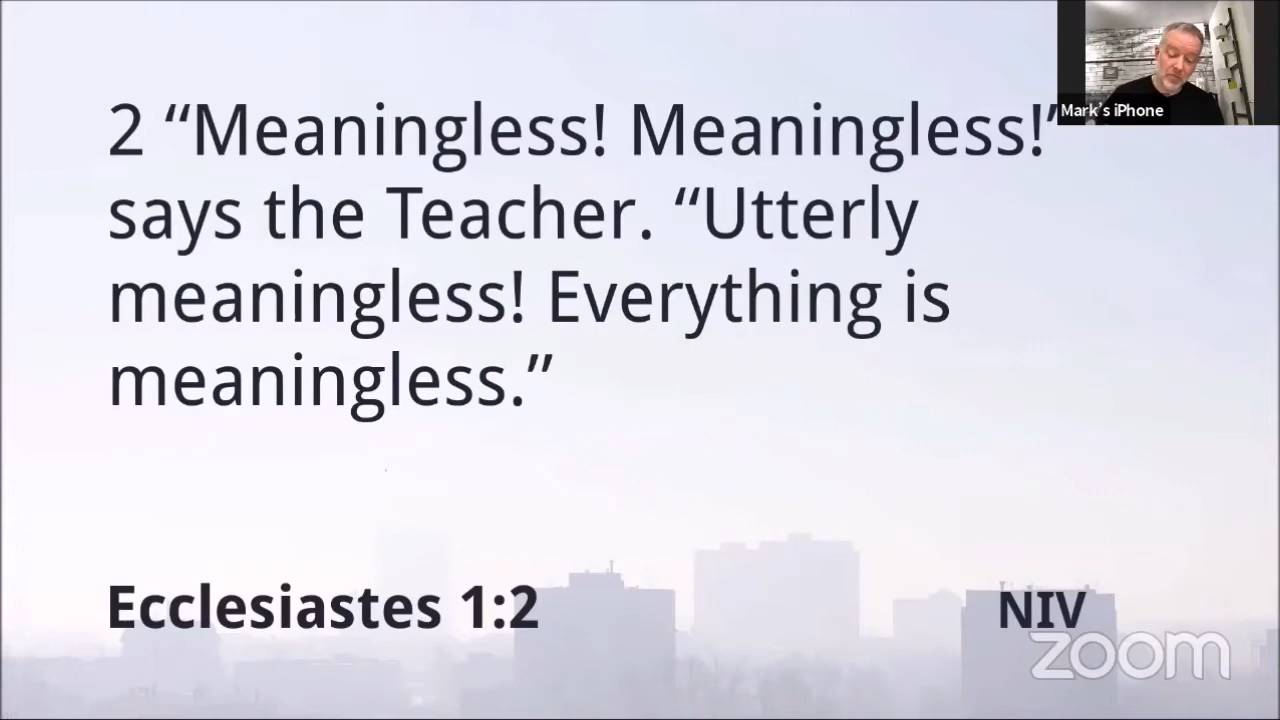 2 “Meaningless! Meaningless!”
says the Teacher. “Utterly
meaningless! Everything is
meaningless.”
Ecclesiastes 1:2
NIV
Mark's iPhone
zoom